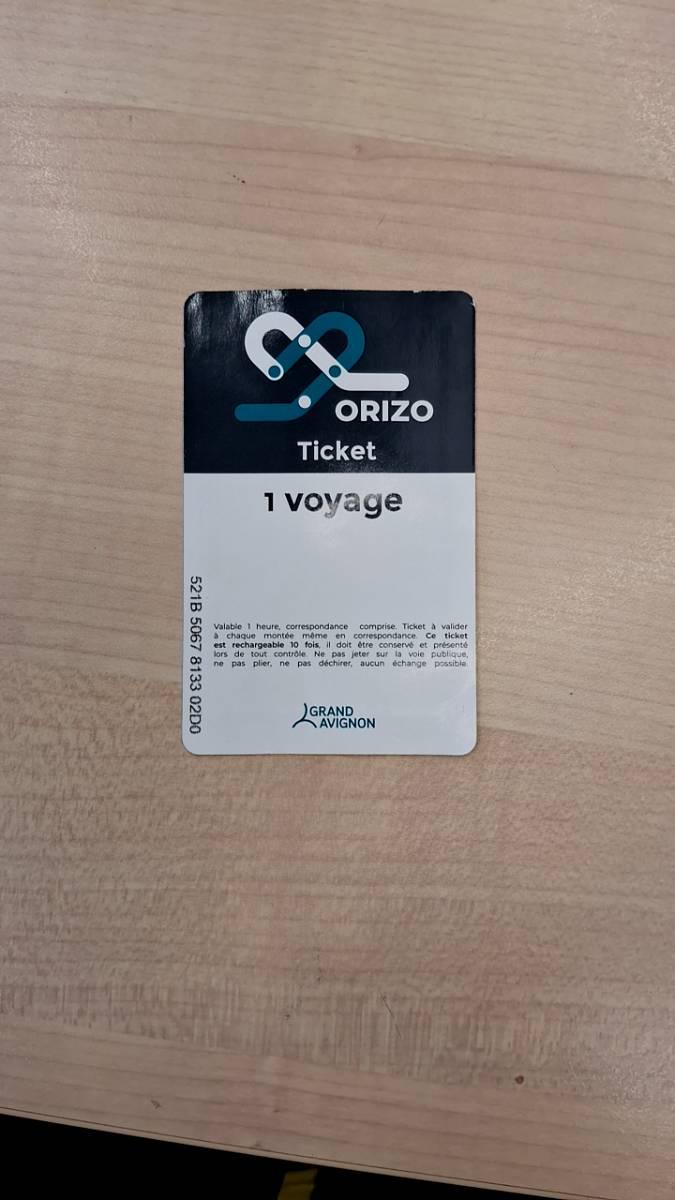 ORIZO
Ticket
1 voyage
Valable 1 heure, correspondance comprise. Ticket à valider
à chaque montée même en correspondance. Ce ticket
est rechargeable 10 fois, il doit être conservé et présenté
lors de tout contrôle. Ne pas jeter sur la voie publique,
ne pas plier, ne pas déchirer, aucun échange possible.
521B 5067 8133 02D0
GRAND
AVIGNON